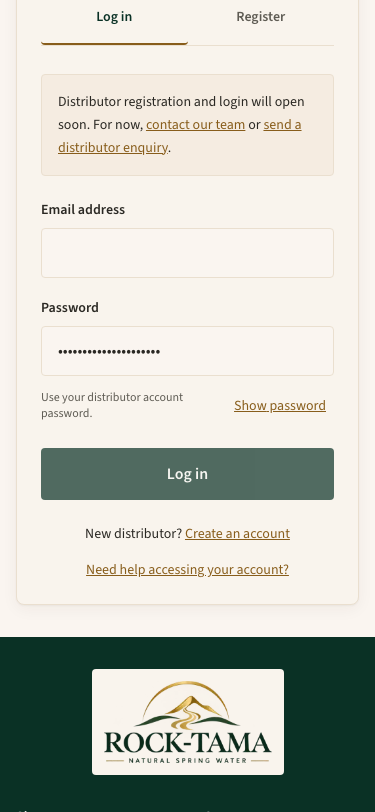 Log in
Register
Distributor registration and login will open
soon. For now, contact our team or send a
distributor enquiry.
Email address
Password
•••••••••••••••••••••
Use your distributor account
password.
Show password
Log in
New distributor? Create an account
Need help accessing your account?
ROCK-TAMA
NATURAL SPRING WATER